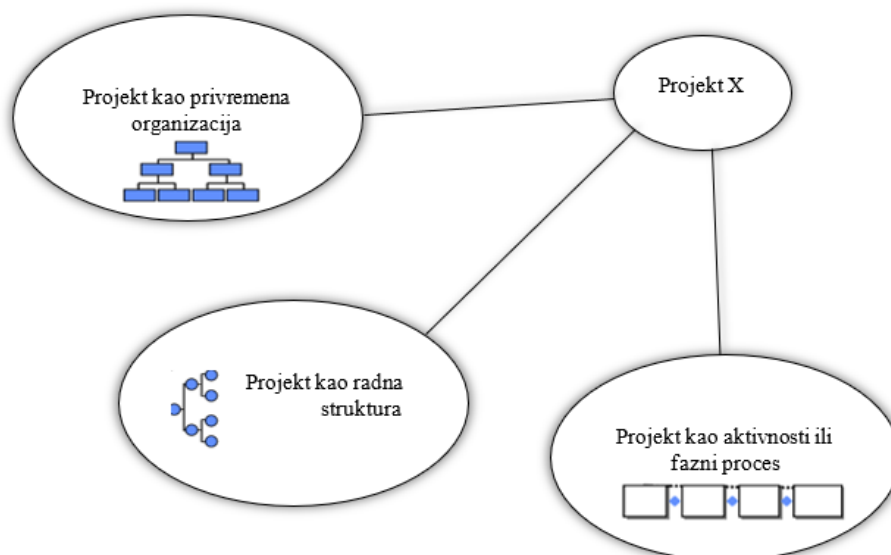 Projekt kao privremena
organizacija
Projekt X
Projekt kao radna
struktura
Projekt kao aktivnosti ili
fazni proces